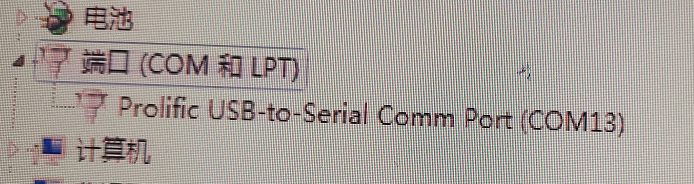 电池
端口 (COM 和 LPT)
Prolific USB-to-Serial Comm Port (COM13)
计算机